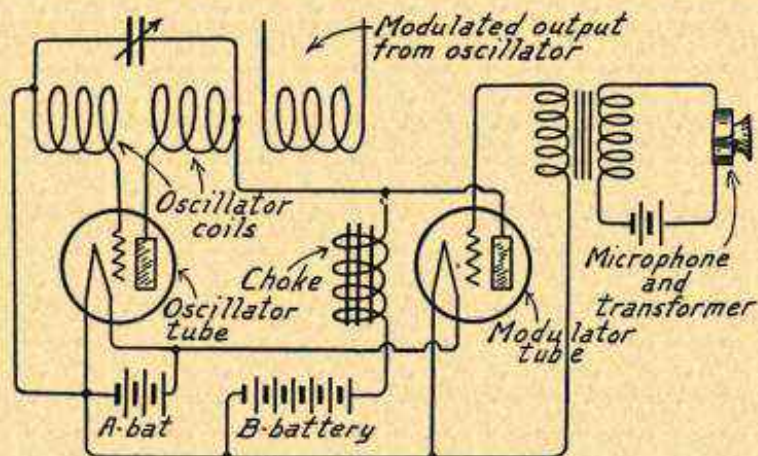 Modulated output
from oscillator
Oscillator
coils
Oscillator
tube
Choke
Modulator
tube
Microphone
and
transformer
A-bat
B-battery